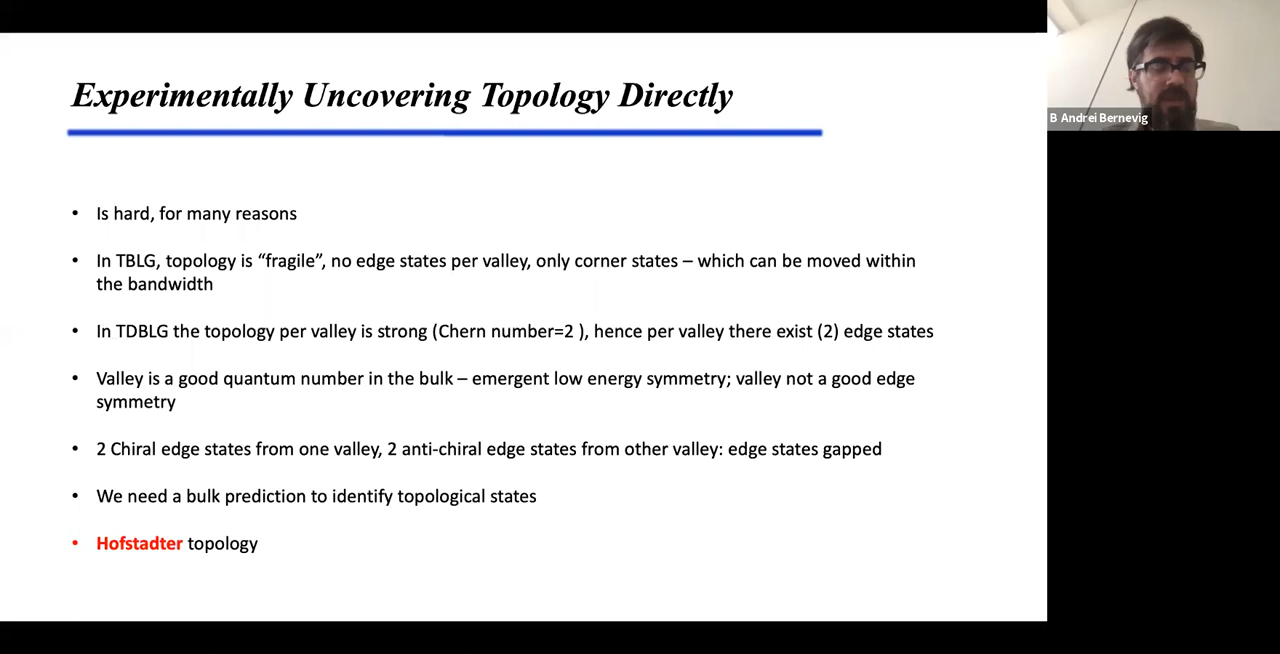 Experimentally Uncovering Topology Directly
B Andrei Bernevig
• Is hard, for many reasons
• In TBLG, topology is “fragile”, no edge states per valley, only corner states – which can be moved within
the bandwidth
• In TDBLG the topology per valley is strong (Chern number=2 ), hence per valley there exist (2) edge states
• Valley is a good quantum number in the bulk – emergent low energy symmetry; valley not a good edge
symmetry
• 2 Chiral edge states from one valley, 2 anti-chiral edge states from other valley: edge states gapped
• We need a bulk prediction to identify topological states
• Hofstadter topology